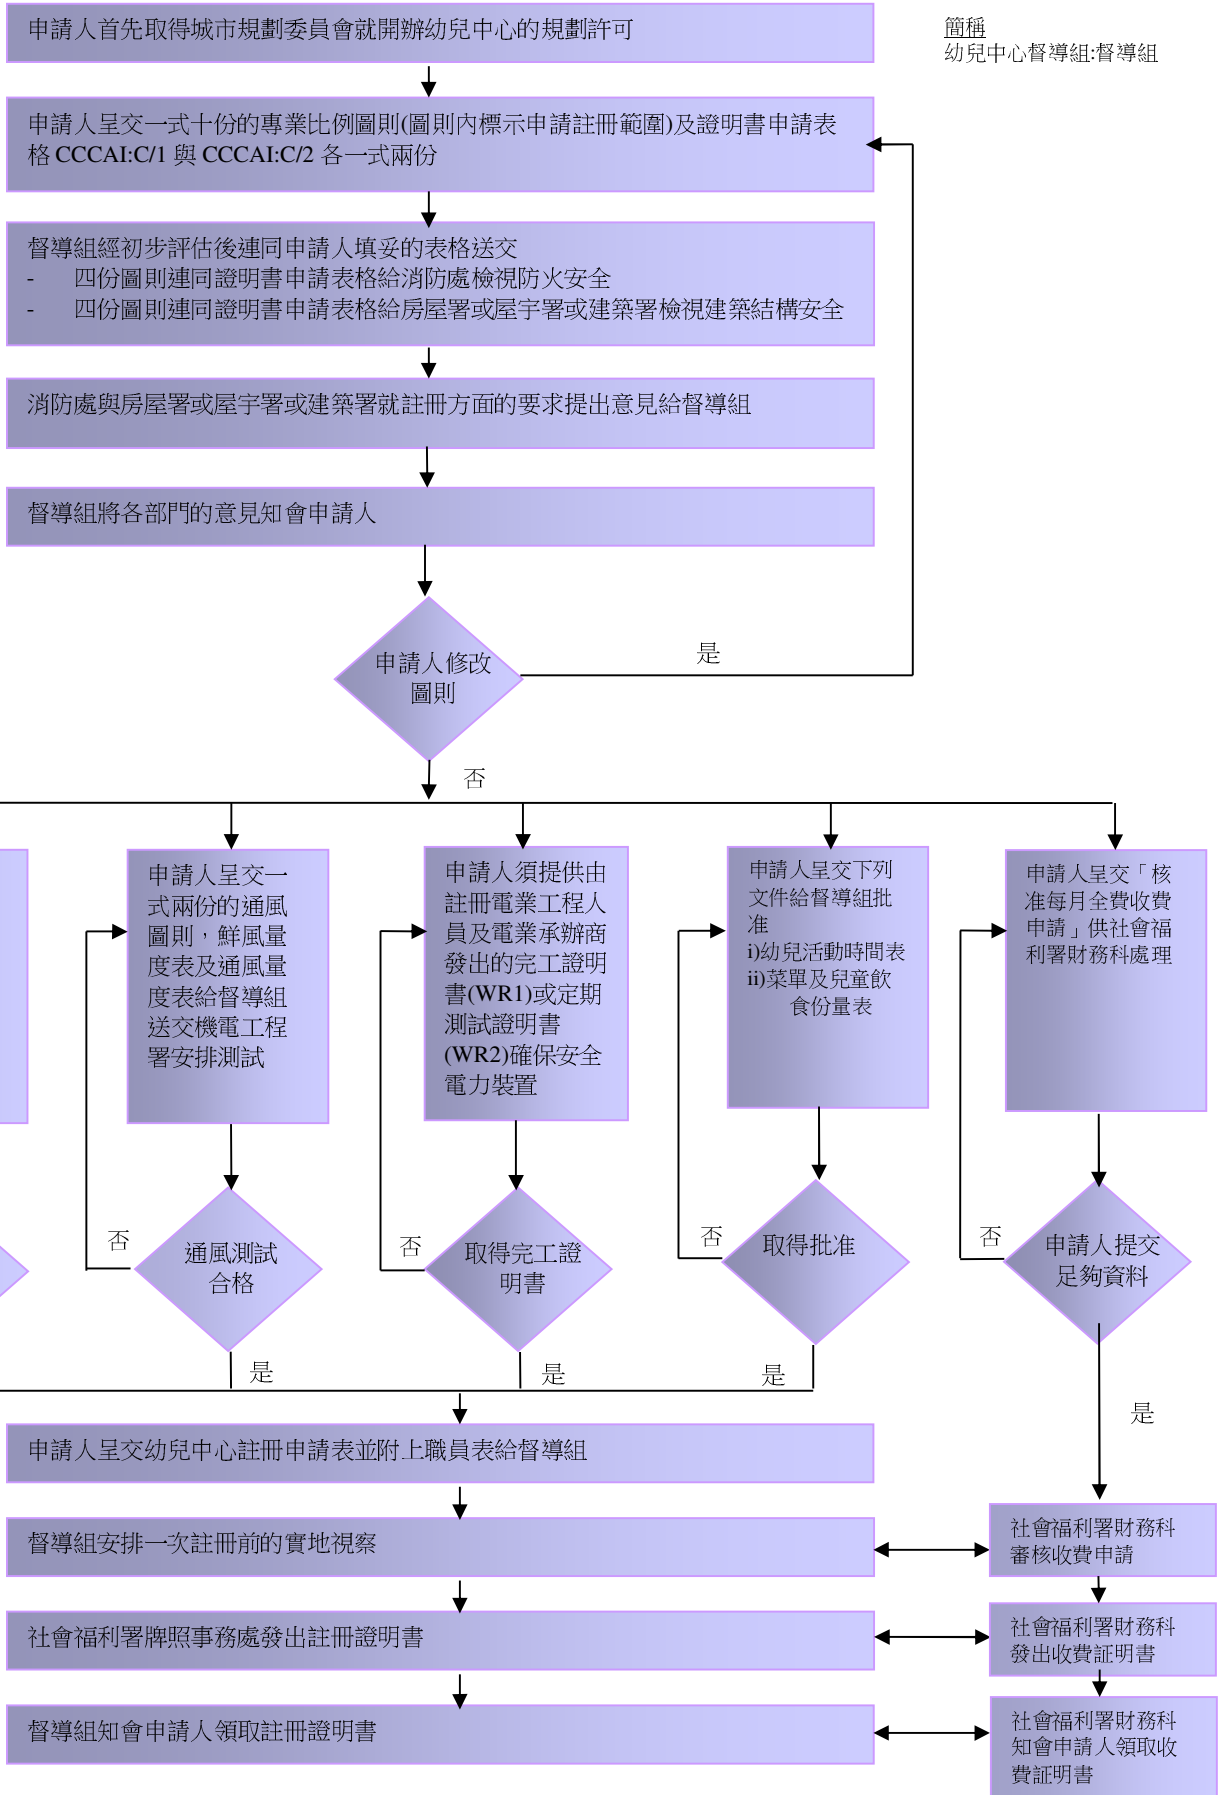 申請人首先取得城市規劃委員會就開辦幼兒中心的規劃許可
簡稱
幼兒中心督導組:督導組
申請人呈交一式十份的專業比例圖則(圖則內標示申請註冊範圍)及證明書申請表
格 CCCAI:C/1 與 CCCAI:C/2 各一式兩份
督導組經初步評估後連同申請人填妥的表格送交
- 四份圖則連同證明書申請表格給消防處檢視防火安全
- 四份圖則連同證明書申請表格給房屋署或屋宇署或建築署檢視建築結構安全
消防處與房屋署或屋宇署或建築署就註冊方面的要求提出意見給督導組
督導組將各部門的意見知會申請人
申請人修改
圖則
是
否
申請人呈交一
式兩份的通風
圖則，鮮風量
度表及通風量
度表給督導組
送交機電工程
署安排測試
申請人須提供由
註冊電業工程人
員及電業承辦商
發出的完工證明
書(WR1)或定期
測試證明書
(WR2)確保安全
電力裝置
申請人呈交下列
文件給督導組批
准
i)幼兒活動時間表
ii)菜單及兒童飲
食份量表
申請人呈交「核
准每月全費收費
申請」供社會福
利署財務科處理
否
通風測試
合格
否
取得完工證
明書
否
取得批准
否
申請人提交
足夠資料
是
是
是
是
申請人呈交幼兒中心註冊申請表並附上職員表給督導組
督導組安排一次註冊前的實地視察
社會福利署財務科
審核收費申請
社會福利署牌照事務處發出註冊證明書
社會福利署財務科
發出收費証明書
督導組知會申請人領取註冊證明書
社會福利署財務科
知會申請人領取收
費証明書